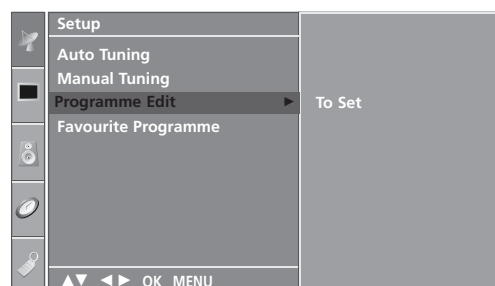 Setup
Auto Tuning
Manual Tuning
Programme Edit ▶ To Set
Favourite Programme
▲▼ ◀▶ OK MENU